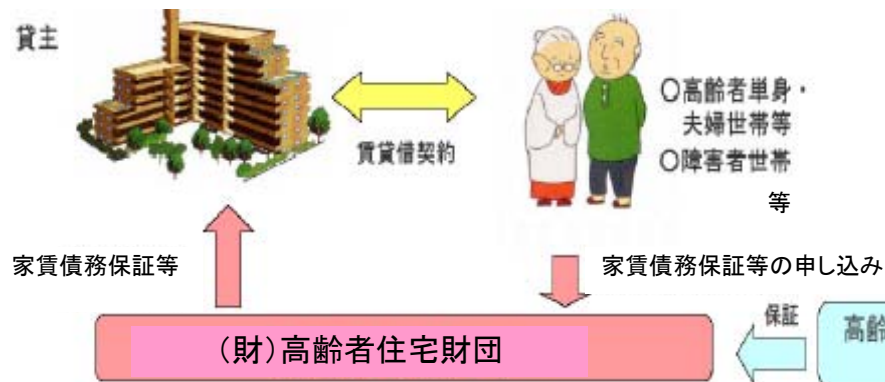 貸主
〇高齢者単身・
夫婦世帯等
〇障害者世帯
等
賃貸借契約
家賃債務保証等
家賃債務保証等の申し込み
(財)高齢者住宅財団
保証
高齢